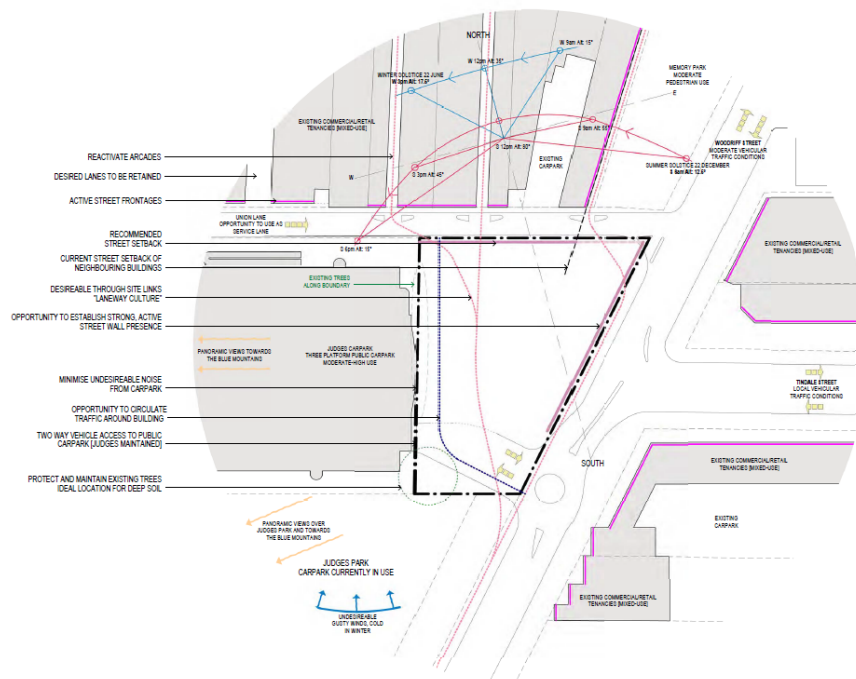 NORTH
W 9am Alt: 15°
W 12pm Alt: 35°
WINTER SOLSTICE 22 JUNE
W 3pm Alt: 17.5°
MEMORY PARK
MODERATE
PEDESTRIAN USE
E
EXISTING COMMERCIAL/RETAIL
TENANCIES [MIXED-USE]
S 9am Alt: 55°
S 12pm Alt: 80°
WOODRIFF STREET
MODERATE VEHICULAR
TRAFFIC CONDITIONS
REACTIVATE ARCADES
EXISTING
CARPARK
SUMMER SOLSTICE 22 DECEMBER
S 6am Alt: 12.5°
DESIRED LANES TO BE RETAINED
W
S 3pm Alt: 45°
ACTIVE STREET FRONTAGES
UNION LANE
OPPORTUNITY TO USE AS
SERVICE LANE
RECOMMENDED
STREET SETBACK
S 6pm Alt: 10°
EXISTING COMMERCIAL/RETAIL
TENANCIES [MIXED-USE]
CURRENT STREET SETBACK OF
NEIGHBOURING BUILDINGS
EXISTING TREES
ALONG BOUNDARY
DESIREABLE THROUGH SITE LINKS
"LANEWAY CULTURE"
OPPORTUNITY TO ESTABLISH STRONG, ACTIVE
STREET WALL PRESENCE
PANORAMIC VIEWS TOWARDS
THE BLUE MOUNTAINS
JUDGES CARPARK
THREE PLATFORM PUBLIC CARPARK
MODERATE-HIGH USE
MINIMISE UNDESIREABLE NOISE
FROM CARPARK
TINDALE STREET
LOCAL VEHICULAR
TRAFFIC CONDITIONS
OPPORTUNITY TO CIRCULATE
TRAFFIC AROUND BUILDING
TWO WAY VEHICLE ACCESS TO PUBLIC
CARPARK [JUDGES MAINTAINED]
SOUTH
EXISTING COMMERCIAL/RETAIL
TENANCIES [MIXED-USE]
PROTECT AND MAINTAIN EXISTING TREES
IDEAL LOCATION FOR DEEP SOIL
PANORAMIC VIEWS OVER
JUDGES PARK AND TOWARDS
THE BLUE MOUNTAINS
EXISTING
CARPARK
JUDGES PARK
CARPARK CURRENTLY IN USE
EXISTING COMMERCIAL/RETAIL
TENANCIES [MIXED-USE]
UNDESIREABLE
GUSTY WINDS, COLD
IN WINTER